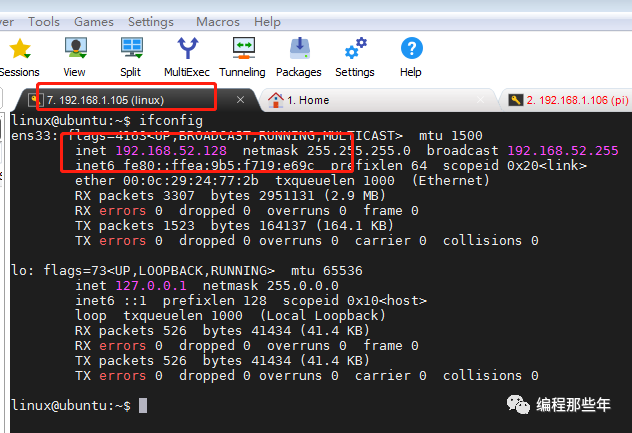 Tools Games Settings Macros Help
Sessions View Split MultiExec Tunneling Packages Settings Help
7. 192.168.1.105 (linux) 1. Home 2. 192.168.1.106 (pi)
linux@ubuntu:~$ ifconfig
ens33: flags=4163<UP,BROADCAST,RUNNING,MULTICAST>  mtu 1500
inet 192.168.52.128  netmask 255.255.255.0  broadcast 192.168.52.255
inet6 fe80::ffea:9b5:f719:e69c  prefixlen 64  scopeid 0x20<link>
ether 00:0c:29:24:77:2b  txqueuelen 1000  (Ethernet)
RX packets 3307  bytes 2951131 (2.9 MB)
RX errors 0  dropped 0  overruns 0  frame 0
TX packets 1523  bytes 164137 (164.1 KB)
TX errors 0  dropped 0 overruns 0  carrier 0  collisions 0
lo: flags=73<UP,LOOPBACK,RUNNING>  mtu 65536
inet 127.0.0.1  netmask 255.0.0.0
inet6 ::1  prefixlen 128  scopeid 0x10<host>
loop  txqueuelen 1000  (Local Loopback)
RX packets 526  bytes 41434 (41.4 KB)
RX errors 0  dropped 0  overruns 0  frame 0
TX packets 526  bytes 41434 (41.4 KB)
TX errors 0  dropped 0 overruns 0  carrier 0  collisions 0
linux@ubuntu:~$
编程那些年